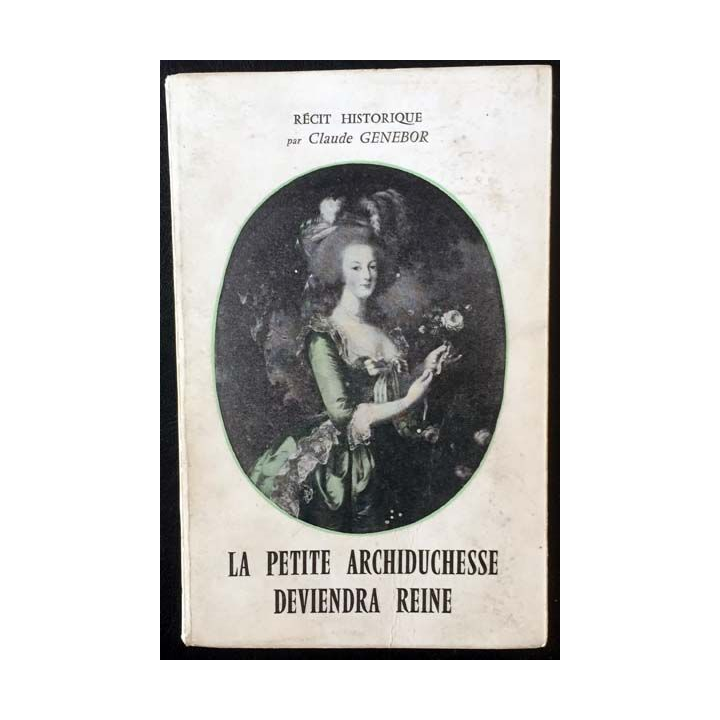 RÉCIT HISTORIQUE
par Claude GENEBOR
LA PETITE ARCHIDUCHESSE
DEVIENDRA REINE